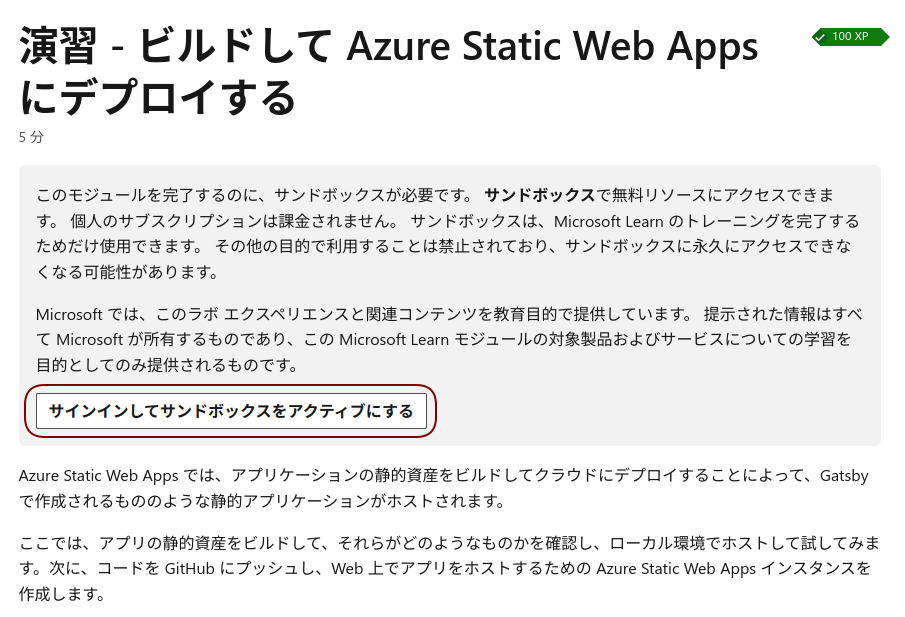 演習 - ビルドして Azure Static Web Apps
100 XP
にデプロイする
5 分
このモジュールを完了するのに、サンドボックスが必要です。 サンドボックスで無料リソースにアクセスできま
す。 個人のサブスクリプションは課金されません。 サンドボックスは、Microsoft Learn のトレーニングを完了する
ためだけ使用できます。 その他の目的で利用することは禁止されており、サンドボックスに永久にアクセスできな
くなる可能性があります。
Microsoft では、このラボ エクスペリエンスと関連コンテンツを教育目的で提供しています。 提示された情報はすべ
て Microsoft が所有するものであり、この Microsoft Learn モジュールの対象製品およびサービスについての学習を
目的としてのみ提供されるものです。
サインインしてサンドボックスをアクティブにする
Azure Static Web Apps では、アプリケーションの静的資産をビルドしてクラウドにデプロイすることによって、Gatsby
で作成されるもののような静的アプリケーションがホストされます。
ここでは、アプリの静的資産をビルドして、それらがどのようなものかを確認し、ローカル環境でホストして試してみま
す。次に、コードを GitHub にプッシュし、Web 上でアプリをホストするための Azure Static Web Apps インスタンスを
作成します。